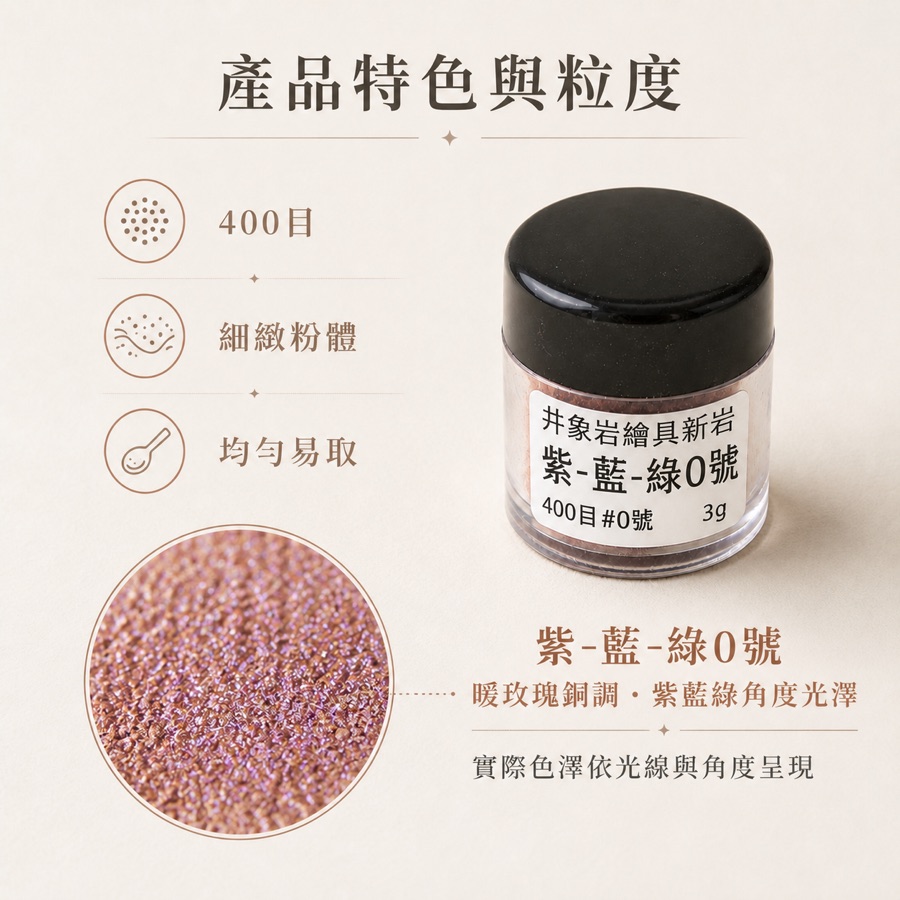 產品特色與粒度
400目
細緻粉體
均勻易取
井象岩繪具新岩
紫-藍-綠0號
400目#0號 3g
紫-藍-綠0號
暖玫瑰銅調・紫藍綠角度光澤
實際色澤依光線與角度呈現